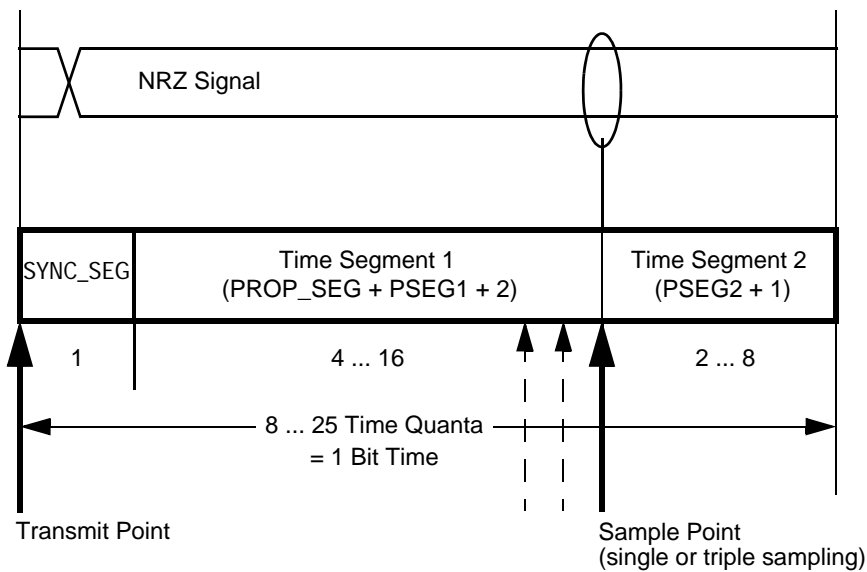 NRZ Signal
SYNC_SEG
Time Segment 1
(PROP_SEG + PSEG1 + 2)
Time Segment 2
(PSEG2 + 1)
1
4 ... 16
2 ... 8
8 ... 25 Time Quanta
= 1 Bit Time
Transmit Point
Sample Point
(single or triple sampling)